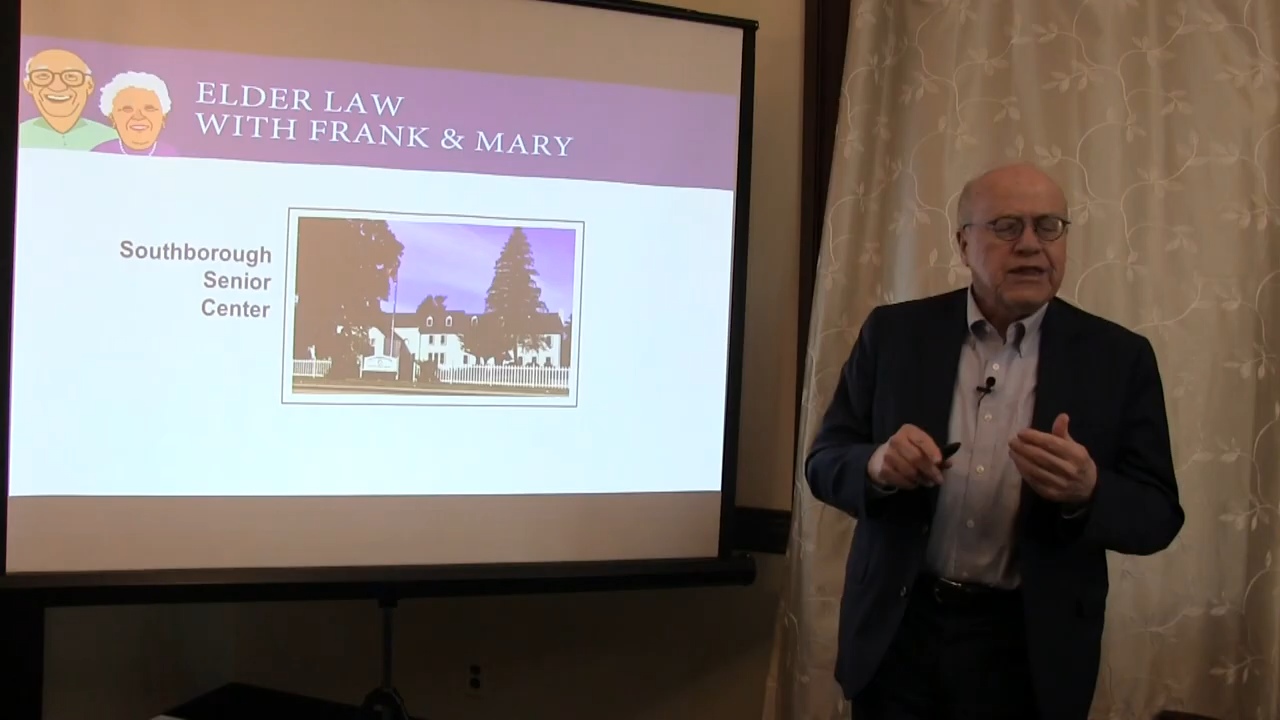 ELDER LAW
WITH FRANK & MARY
Southborough
Senior
Center